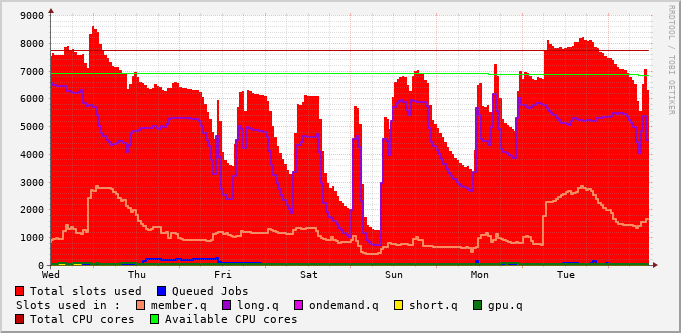 9000
8000
7000
6000
5000
4000
3000
2000
1000
0
Wed Thu Fri Sat Sun Mon Tue
RRDTOOL / TOBI OETIKER
Total slots used Queued Jobs
Slots used in : member.q long.q ondemand.q short.q gpu.q
Total CPU cores Available CPU cores